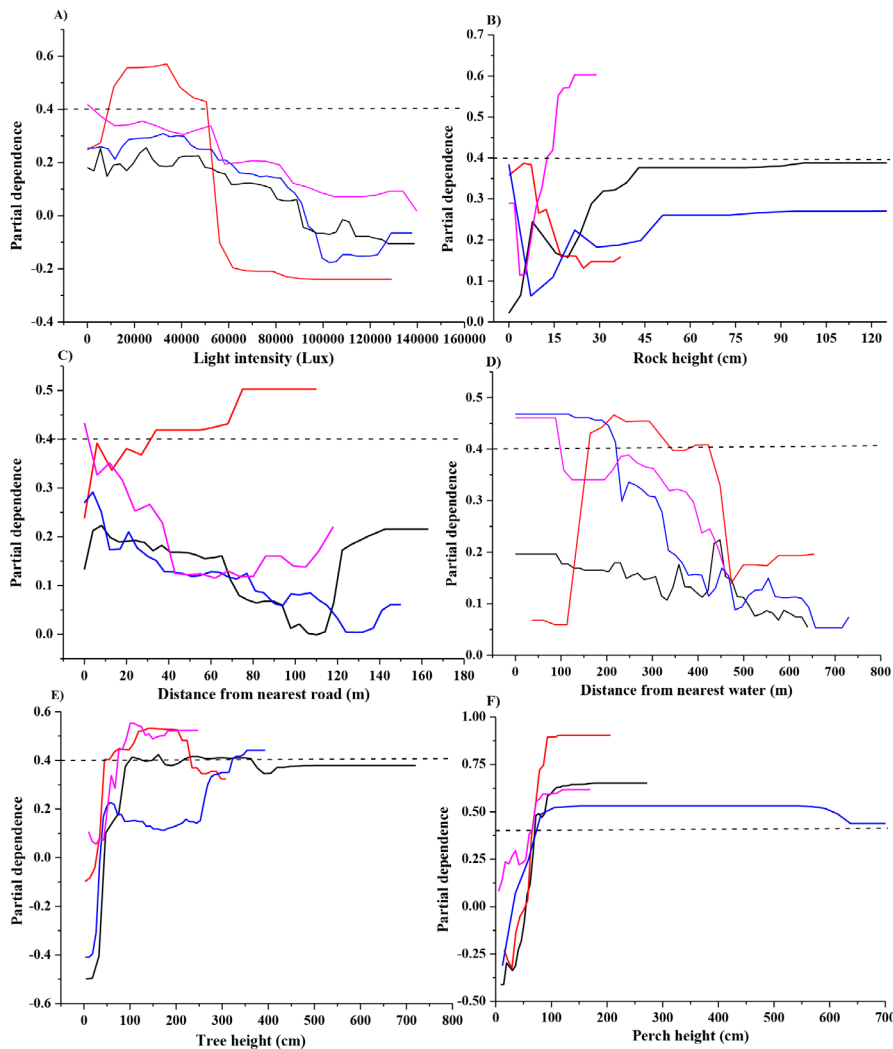 A)
Partial dependence
0.6
0.4
0.2
0.0
-0.2
-0.4
0 20000 40000 60000 80000 100000 120000 140000 160000
Light intensity (Lux)
B)
Partial dependence
0.7
0.6
0.5
0.4
0.3
0.2
0.1
0.0
0 15 30 45 60 75 90 105 120
Rock height (cm)
C)
Partial dependence
0.5
0.4
0.3
0.2
0.1
0.0
0 20 40 60 80 100 120 140 160 180
Distance from nearest road (m)
D)
Partial dependence
0.5
0.4
0.3
0.2
0.1
0.0
0 100 200 300 400 500 600 700 800
Distance from nearest water (m)
E)
Partial dependence
0.6
0.4
0.2
0.0
-0.2
-0.4
-0.6
0 100 200 300 400 500 600 700 800
Tree height (cm)
F)
Partial dependence
1.00
0.75
0.50
0.25
0.00
-0.25
-0.50
0 100 200 300 400 500 600 700
Perch height (cm)